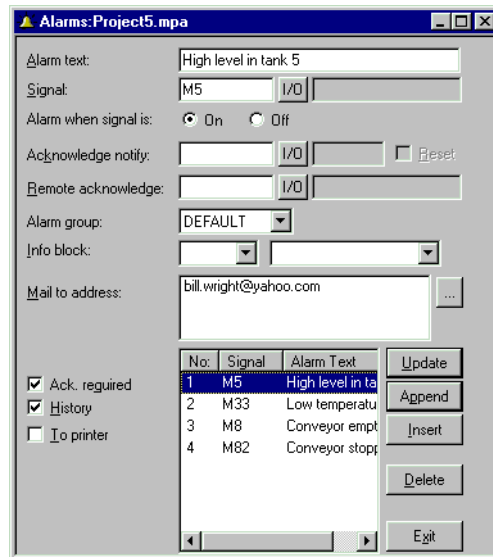 Alarms:Project5.mpa
Alarm text: High level in tank 5
Signal: M5 I/O
Alarm when signal is: On Off
Acknowledge notify: I/O Reset
Remote acknowledge: I/O
Alarm group: DEFAULT
Info block:
Mail to address: bill.wright@yahoo.com ...
No: Signal Alarm Text Update
Ack. reguired 1 M5 High level in ta
History 2 M33 Low temperatu Append
To printer 3 M8 Conveyor empt Insert
4 M82 Conveyor stopp
Delete
Exit